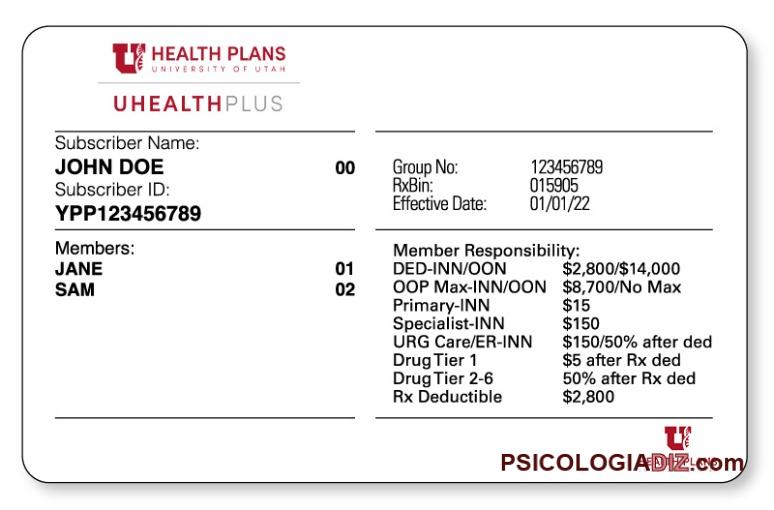 HEALTH PLANS
UNIVERSITY OF UTAH
UHEALTHPLUS
Subscriber Name:
JOHN DOE 00
Subscriber ID:
YPP123456789
Members:
JANE 01
SAM 02
Group No: 123456789
RxBin: 015905
Effective Date: 01/01/22
Member Responsibility:
DED-INN/OON $2,800/$14,000
OOP Max-INN/OON $8,700/No Max
Primary-INN $15
Specialist-INN $150
URG Care/ER-INN $150/50% after ded
Drug Tier 1 $5 after Rx ded
Drug Tier 2-6 50% after Rx ded
Rx Deductible $2,800
PSICOLOGIADIZ.com